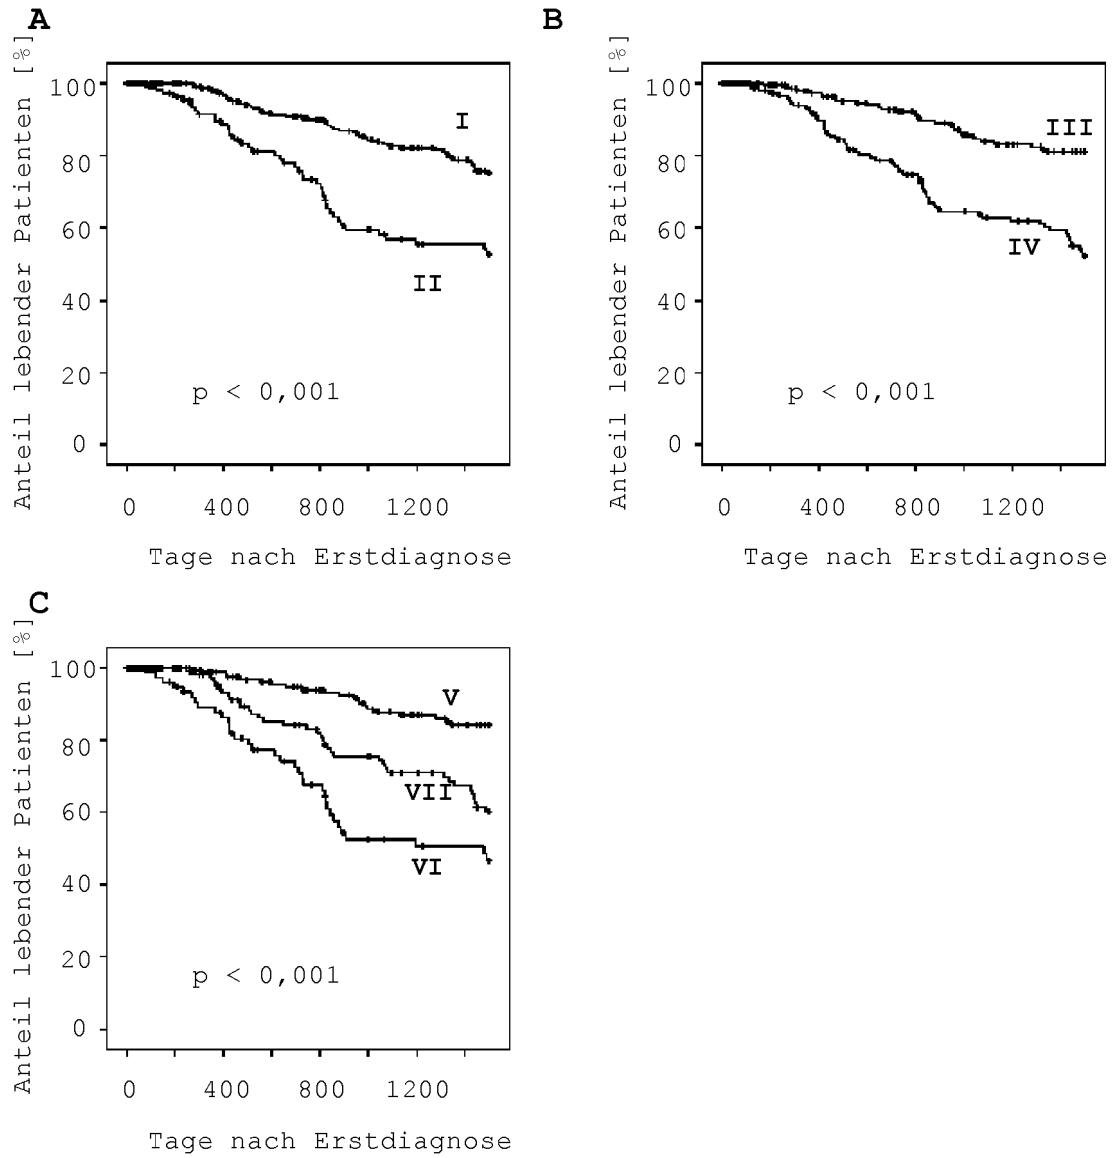 A
Anteil lebender Patienten [%]
100
80
60
40
20
0
I
II
p < 0,001
0 400 800 1200
Tage nach Erstdiagnose
B
Anteil lebender Patienten [%]
100
80
60
40
20
0
III
IV
p < 0,001
0 400 800 1200
Tage nach Erstdiagnose
C
Anteil lebender Patienten [%]
100
80
60
40
20
0
V
VII
VI
p < 0,001
0 400 800 1200
Tage nach Erstdiagnose